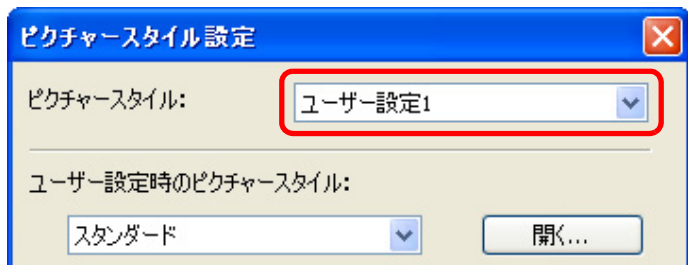 ピクチャースタイル設定
ピクチャースタイル: ユーザー設定1
ユーザー設定時のピクチャースタイル:
スタンダード 開く...